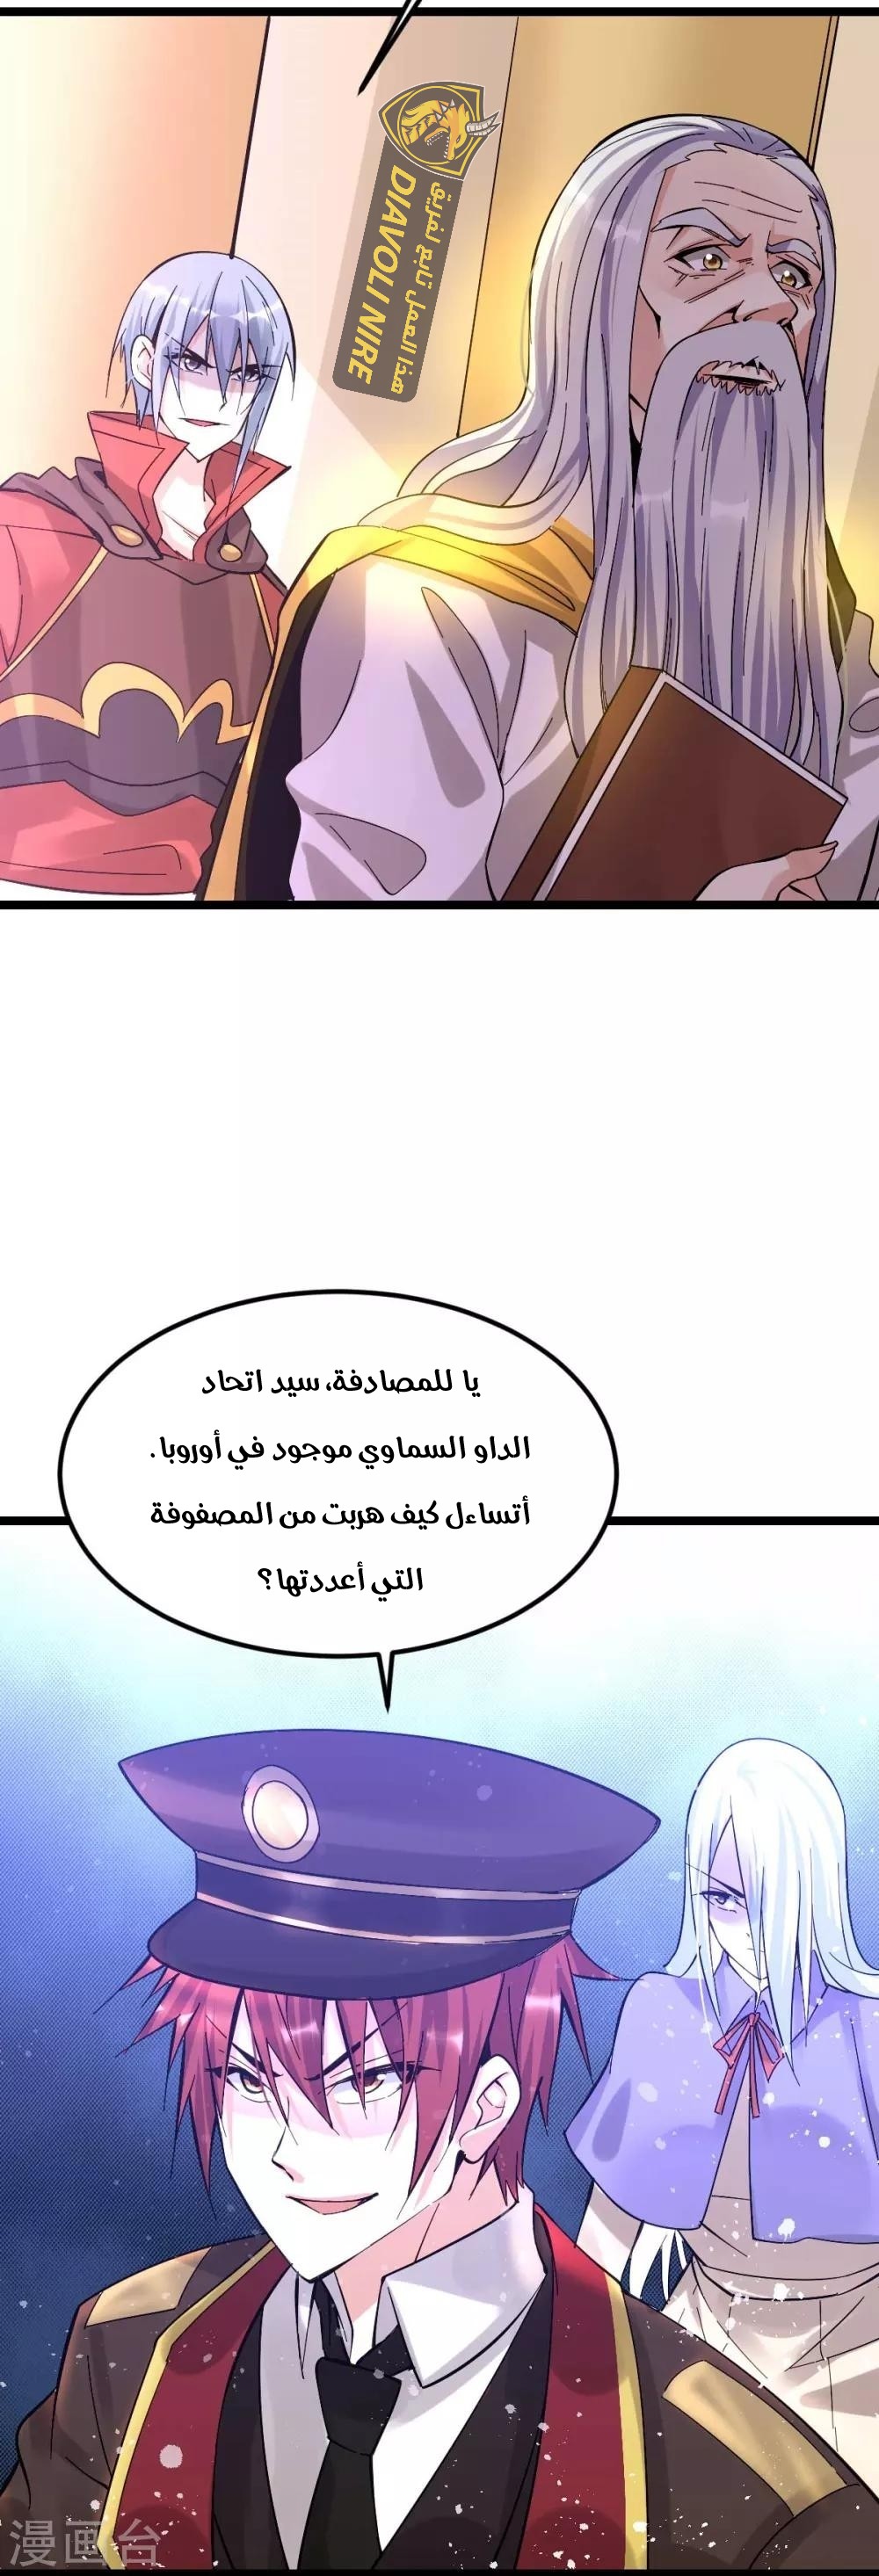 هذا العمل تابع لفريق
DIAVOLI NIRE
يا للمصادفة، سيد اتحاد
الداو السماوي موجود في أوروبا.
أتساءل كيف هربت من المصفوفة
التي أعددتها؟
漫画台